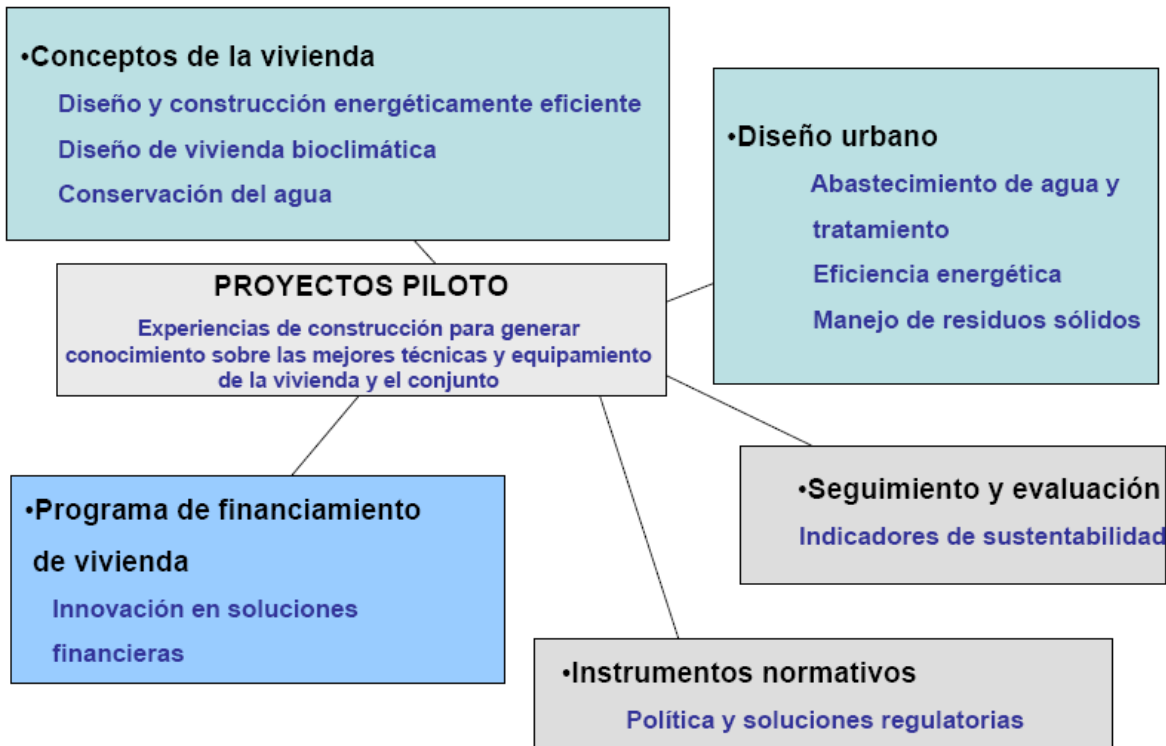 •Conceptos de la vivienda
Diseño y construcción energéticamente eficiente
Diseño de vivienda bioclimática
Conservación del agua
•Diseño urbano
Abastecimiento de agua y
tratamiento
Eficiencia energética
Manejo de residuos sólidos
PROYECTOS PILOTO
Experiencias de construcción para generar
conocimiento sobre las mejores técnicas y equipamiento
de la vivienda y el conjunto
•Programa de financiamiento
de vivienda
Innovación en soluciones
financieras
•Seguimiento y evaluación
Indicadores de sustentabilidad
•Instrumentos normativos
Política y soluciones regulatorias